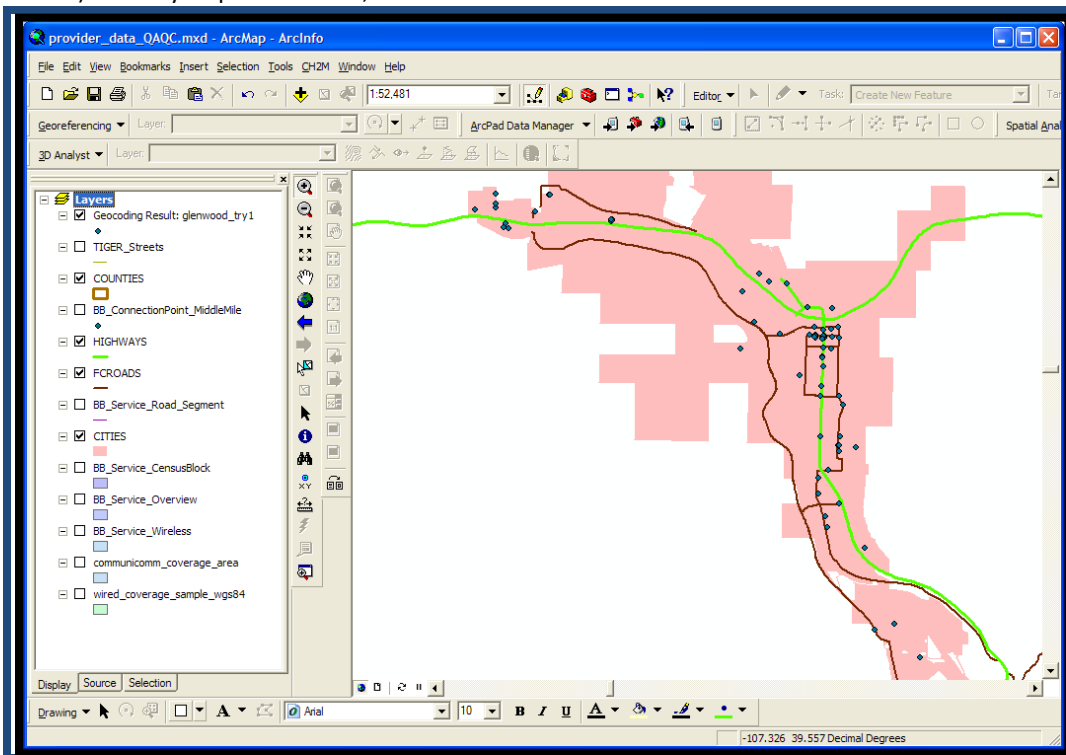 provider_data_QAQC.mxd - ArcMap - ArcInfo
File Edit View Bookmarks Insert Selection Tools CH2M Window Help
1:52,481 Editor Task: Create New Feature Tar
Georeferencing Layer: ArcPad Data Manager Spatial Anal
3D Analyst Layer:
Layers
Geocoding Result: glenwood_try1
TIGER_Streets
COUNTIES
BB_ConnectionPoint_MiddleMile
HIGHWAYS
FCROADS
BB_Service_Road_Segment
CITIES
BB_Service_CensusBlock
BB_Service_Overview
BB_Service_Wireless
communicomm_coverage_area
wired_coverage_sample_wgs84
Display Source Selection
Drawing A Arial 10 B I U A
-107.326 39.557 Decimal Degrees